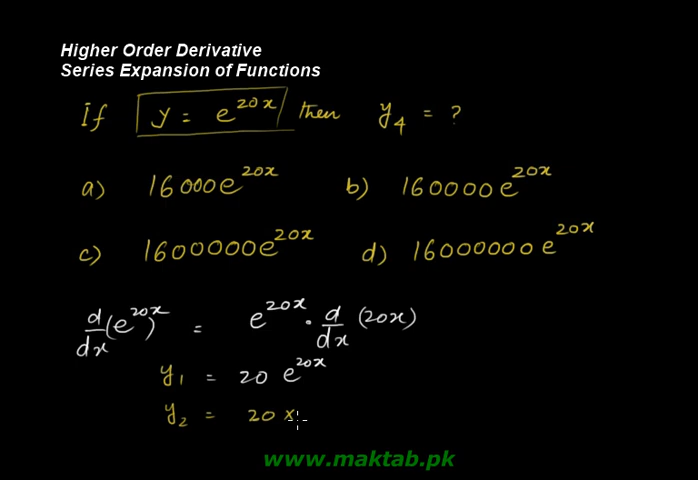 Higher Order Derivative
Series Expansion of Functions
If y = e^20x then y₄ = ?
a) 16000e^20x b) 160000e^20x
c) 1600000e^20x d) 16000000e^20x
d/dx (e^20x) = e^20x · d/dx (20x)
y₁ = 20 e^20x
y₂ = 20 ×
www.maktab.pk